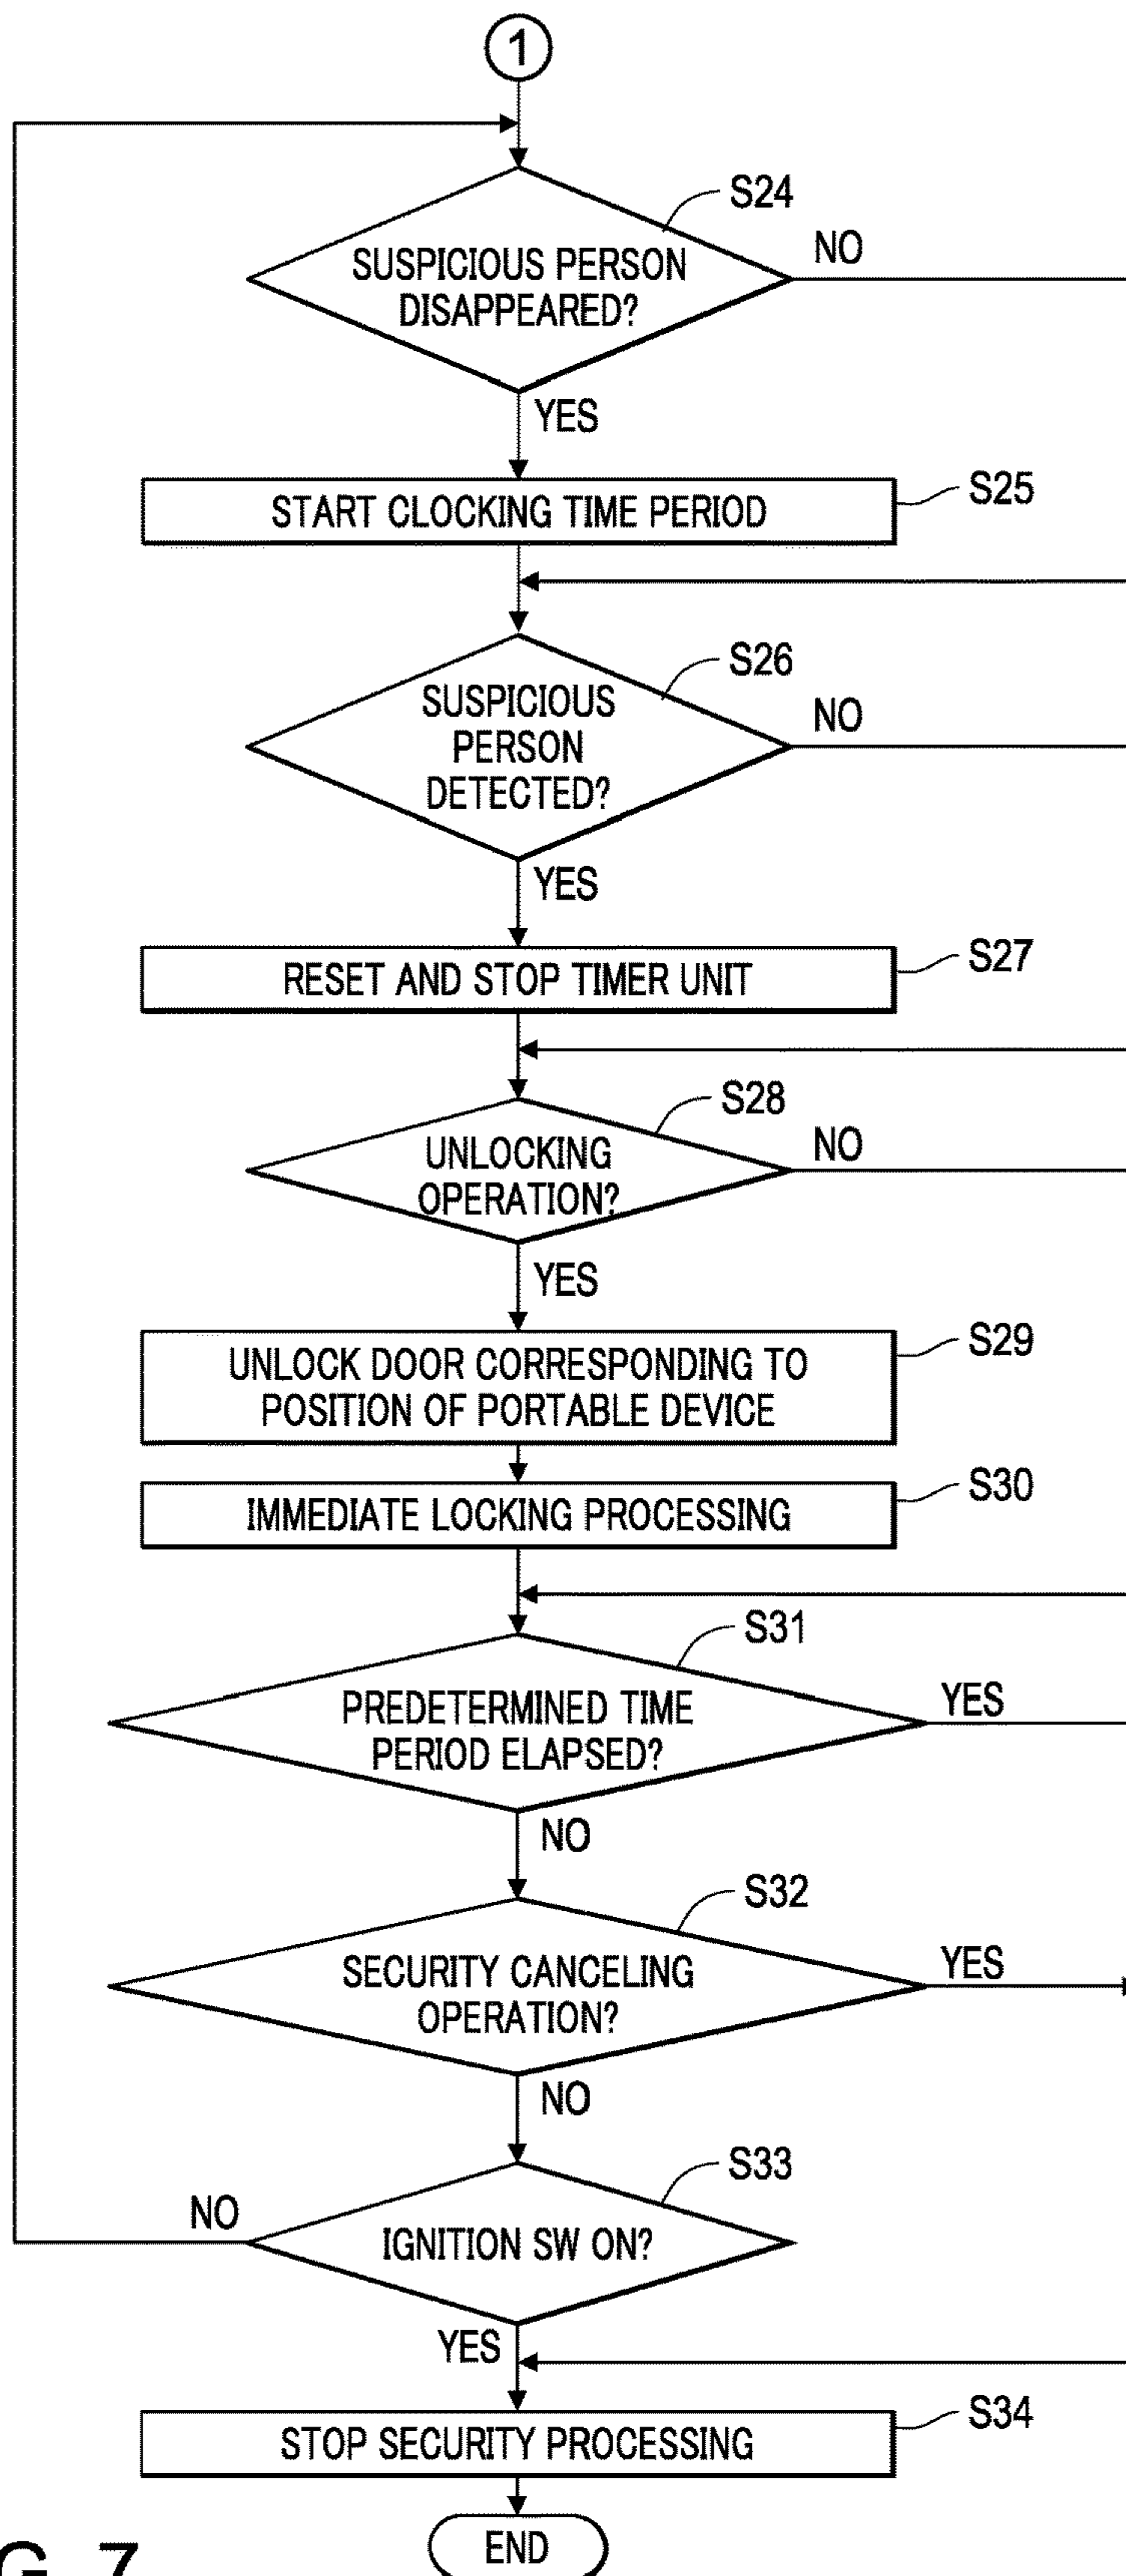 1
S24
SUSPICIOUS PERSON
DISAPPEARED?
NO
YES
START CLOCKING TIME PERIOD
S25
S26
SUSPICIOUS
PERSON
DETECTED?
NO
YES
RESET AND STOP TIMER UNIT
S27
S28
UNLOCKING
OPERATION?
NO
YES
UNLOCK DOOR CORRESPONDING TO
POSITION OF PORTABLE DEVICE
S29
IMMEDIATE LOCKING PROCESSING
S30
S31
PREDETERMINED TIME
PERIOD ELAPSED?
YES
NO
S32
SECURITY CANCELING
OPERATION?
YES
NO
S33
IGNITION SW ON?
NO
YES
STOP SECURITY PROCESSING
S34
END
G. 7